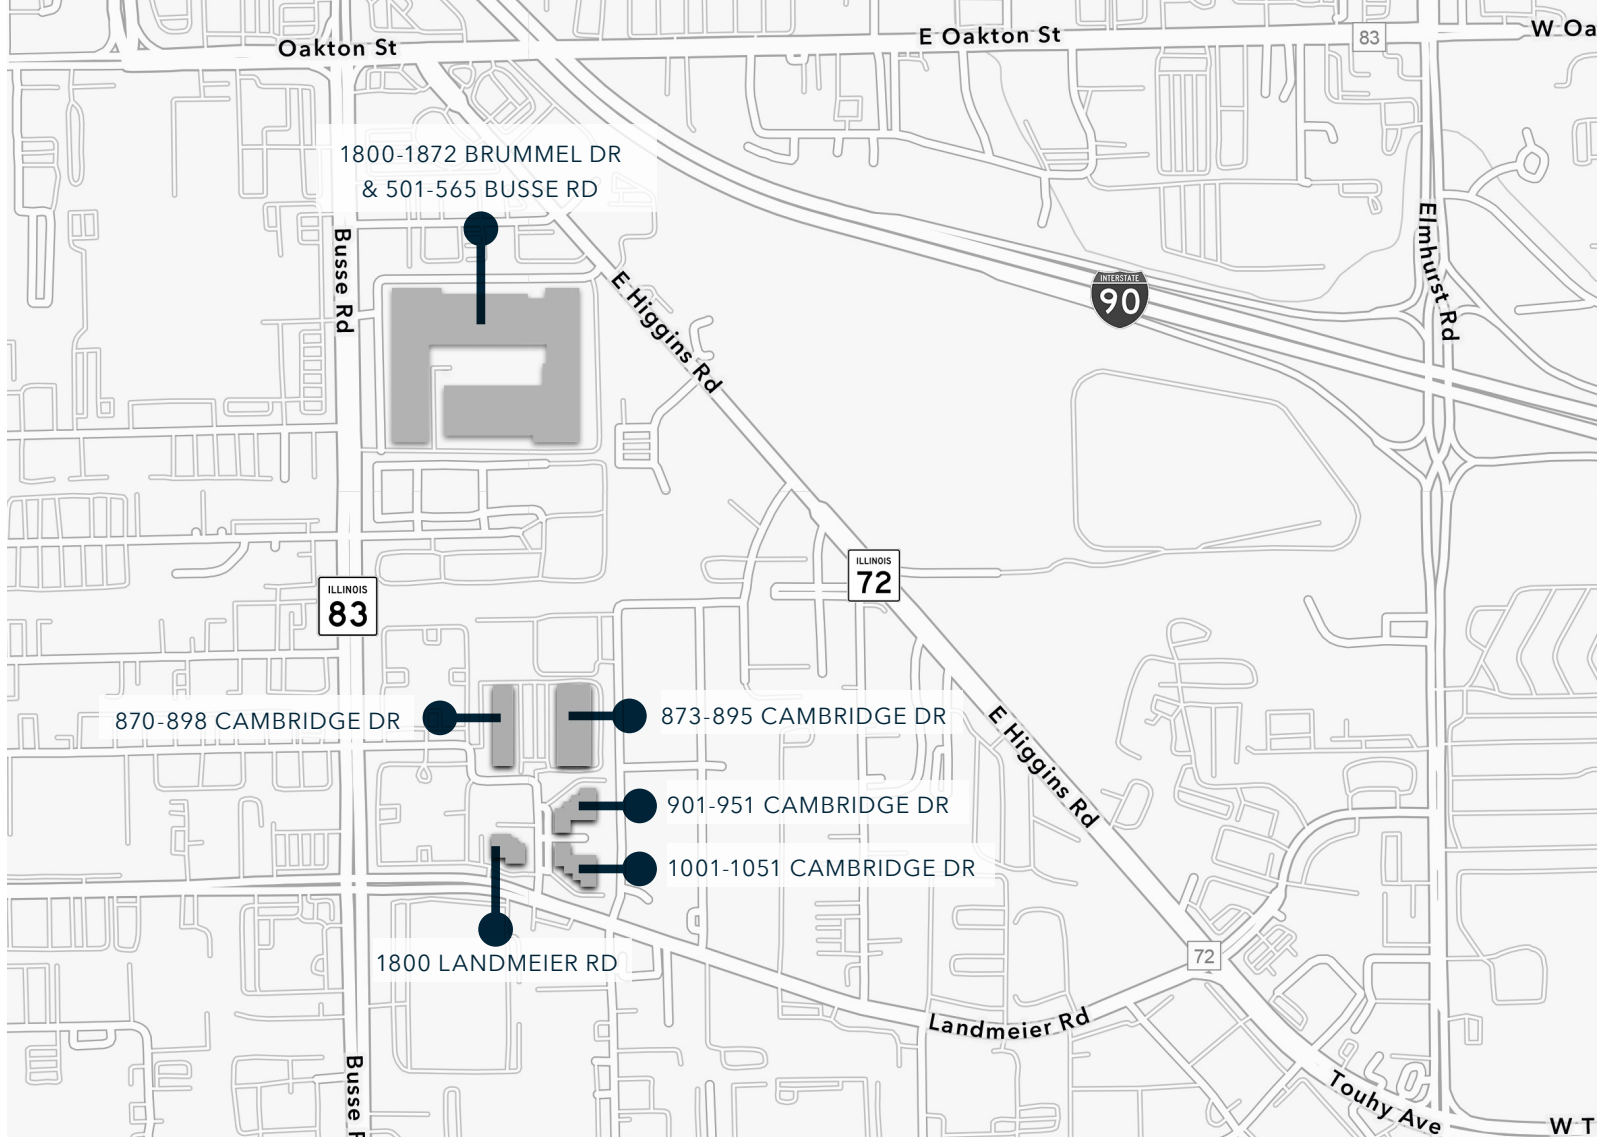 Oakton St
E Oakton St
83
W Oa
1800-1872 BRUMMEL DR
& 501-565 BUSSE RD
Busse Rd
E Higgins Rd
INTERSTATE
90
Elmhurst Rd
ILLINOIS
72
ILLINOIS
83
870-898 CAMBRIDGE DR
873-895 CAMBRIDGE DR
E Higgins Rd
901-951 CAMBRIDGE DR
1001-1051 CAMBRIDGE DR
1800 LANDMEIER RD
72
Landmeier Rd
Busse R
Touhy Ave
W T